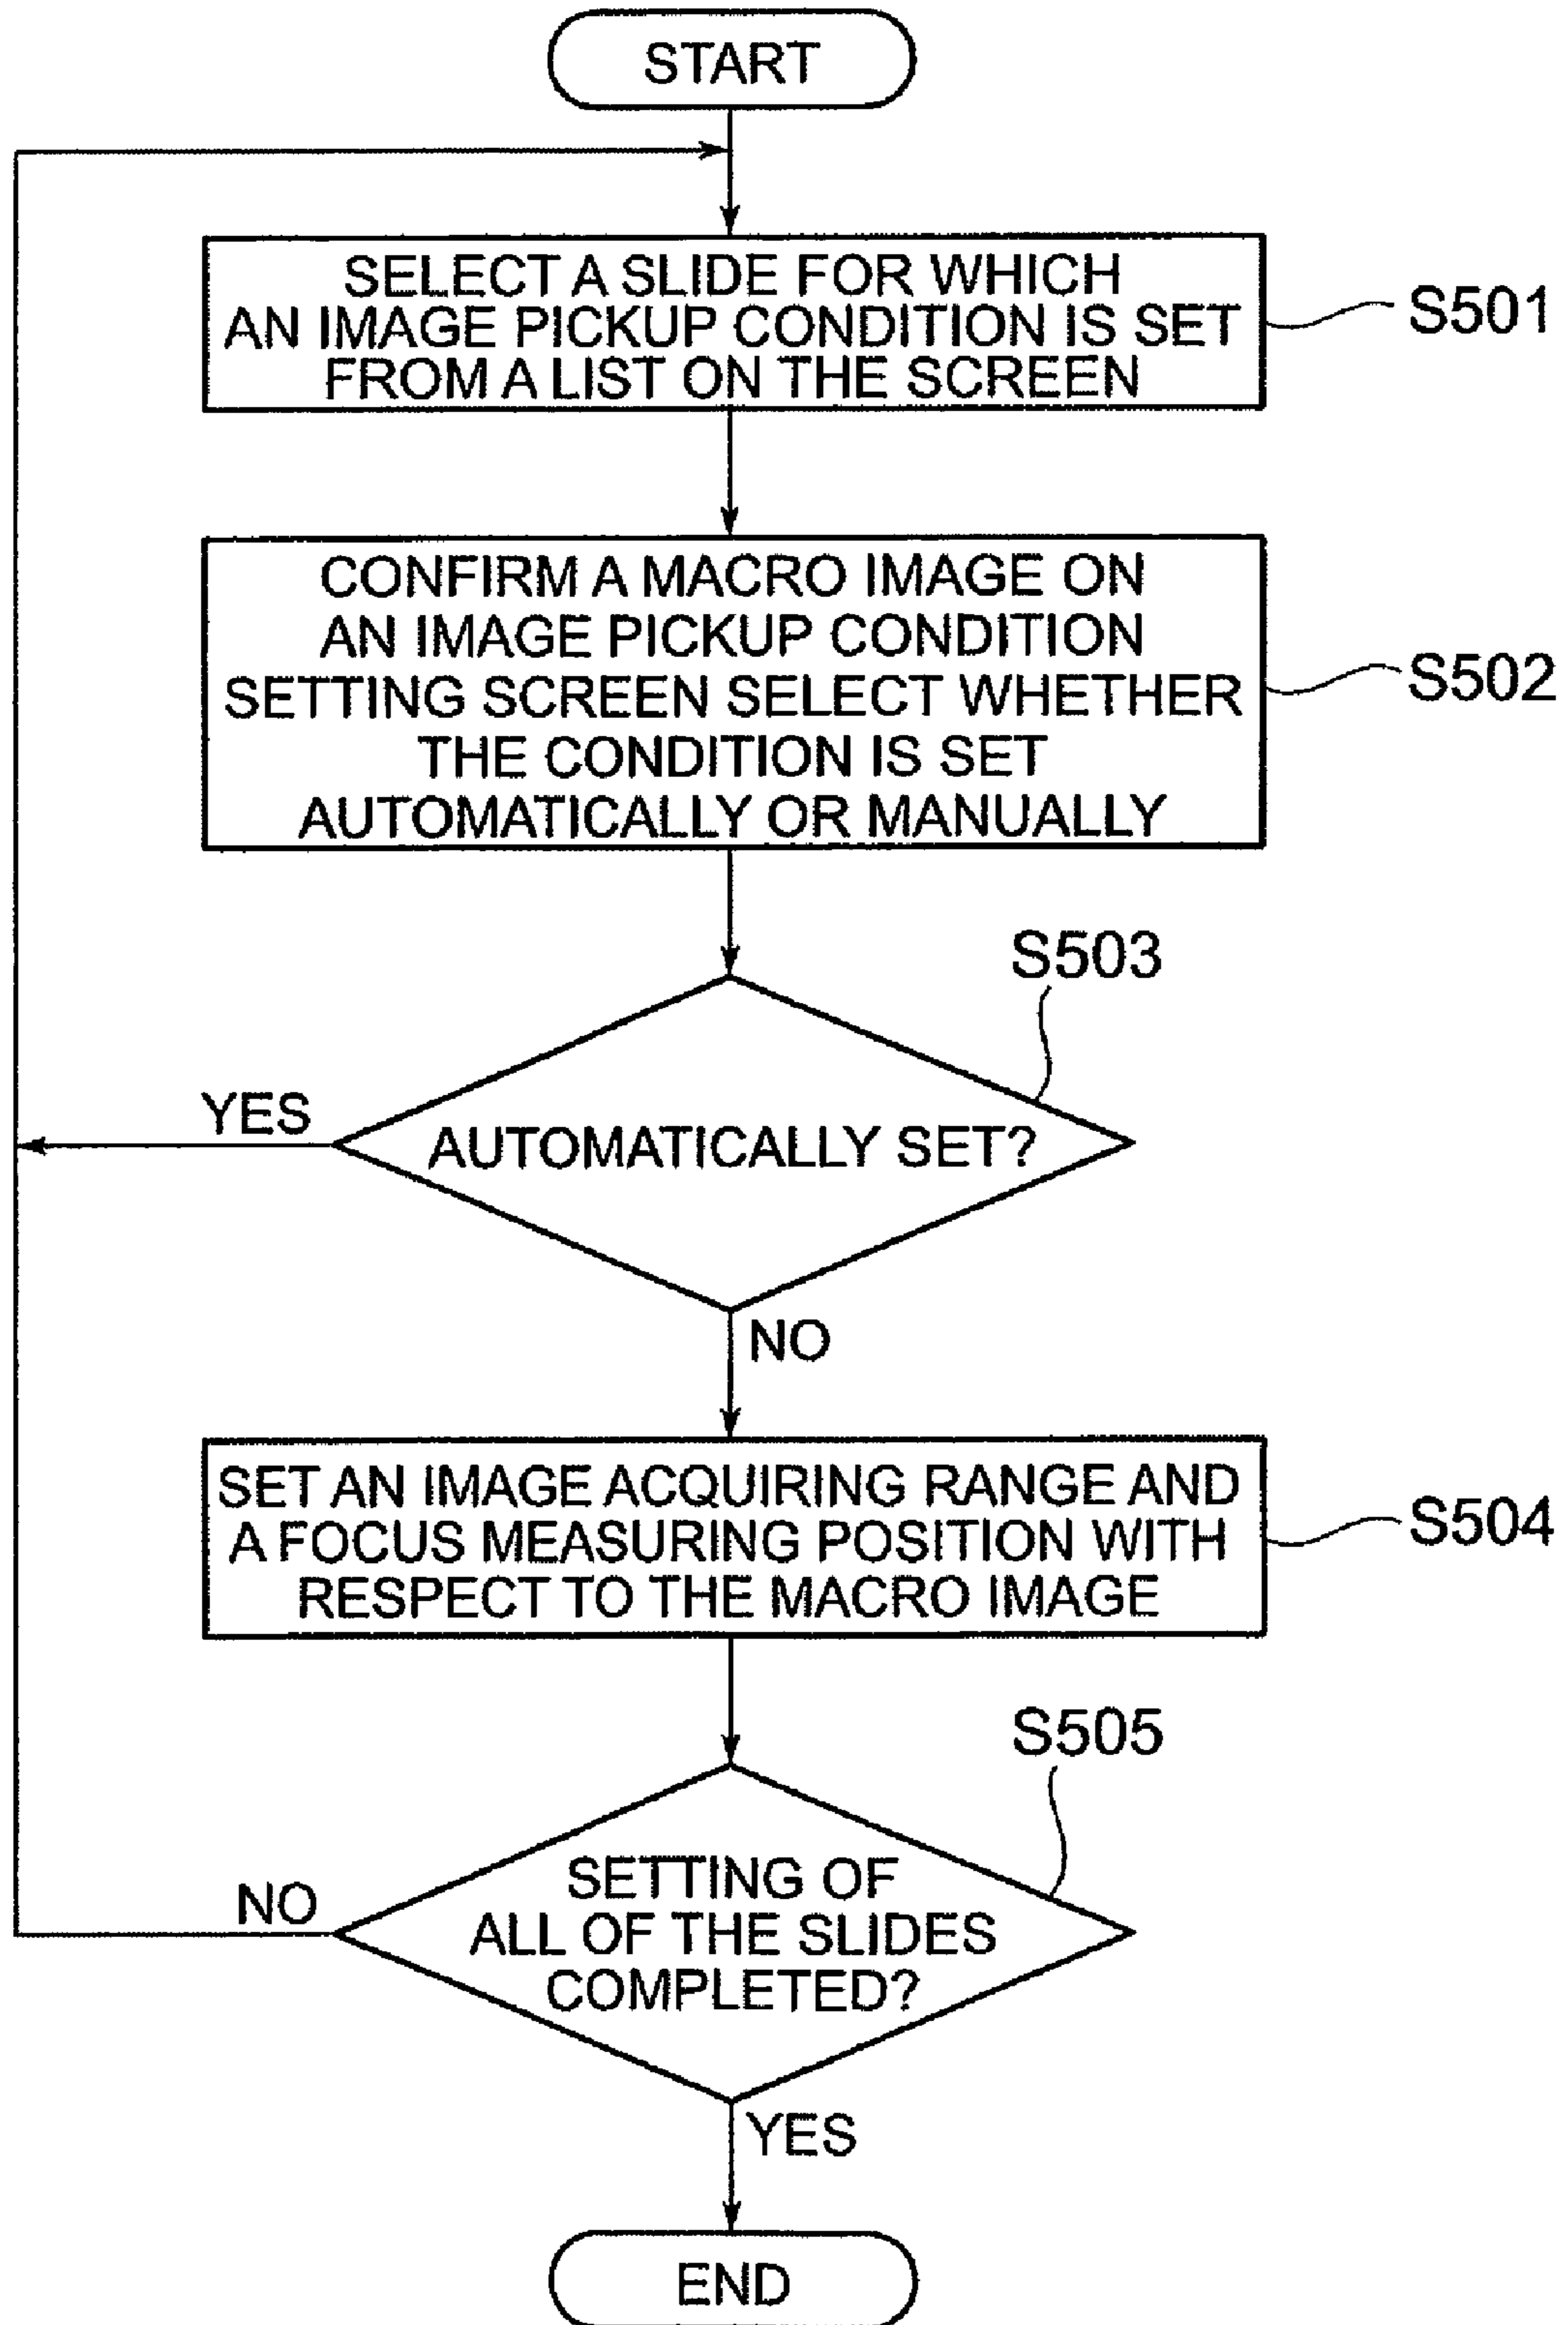 START
SELECT A SLIDE FOR WHICH
AN IMAGE PICKUP CONDITION IS SET
FROM A LIST ON THE SCREEN
S501
CONFIRM A MACRO IMAGE ON
AN IMAGE PICKUP CONDITION
SETTING SCREEN SELECT WHETHER
THE CONDITION IS SET
AUTOMATICALLY OR MANUALLY
S502
S503
YES
AUTOMATICALLY SET?
NO
SET AN IMAGE ACQUIRING RANGE AND
A FOCUS MEASURING POSITION WITH
RESPECT TO THE MACRO IMAGE
S504
S505
NO
SETTING OF
ALL OF THE SLIDES
COMPLETED?
YES
END